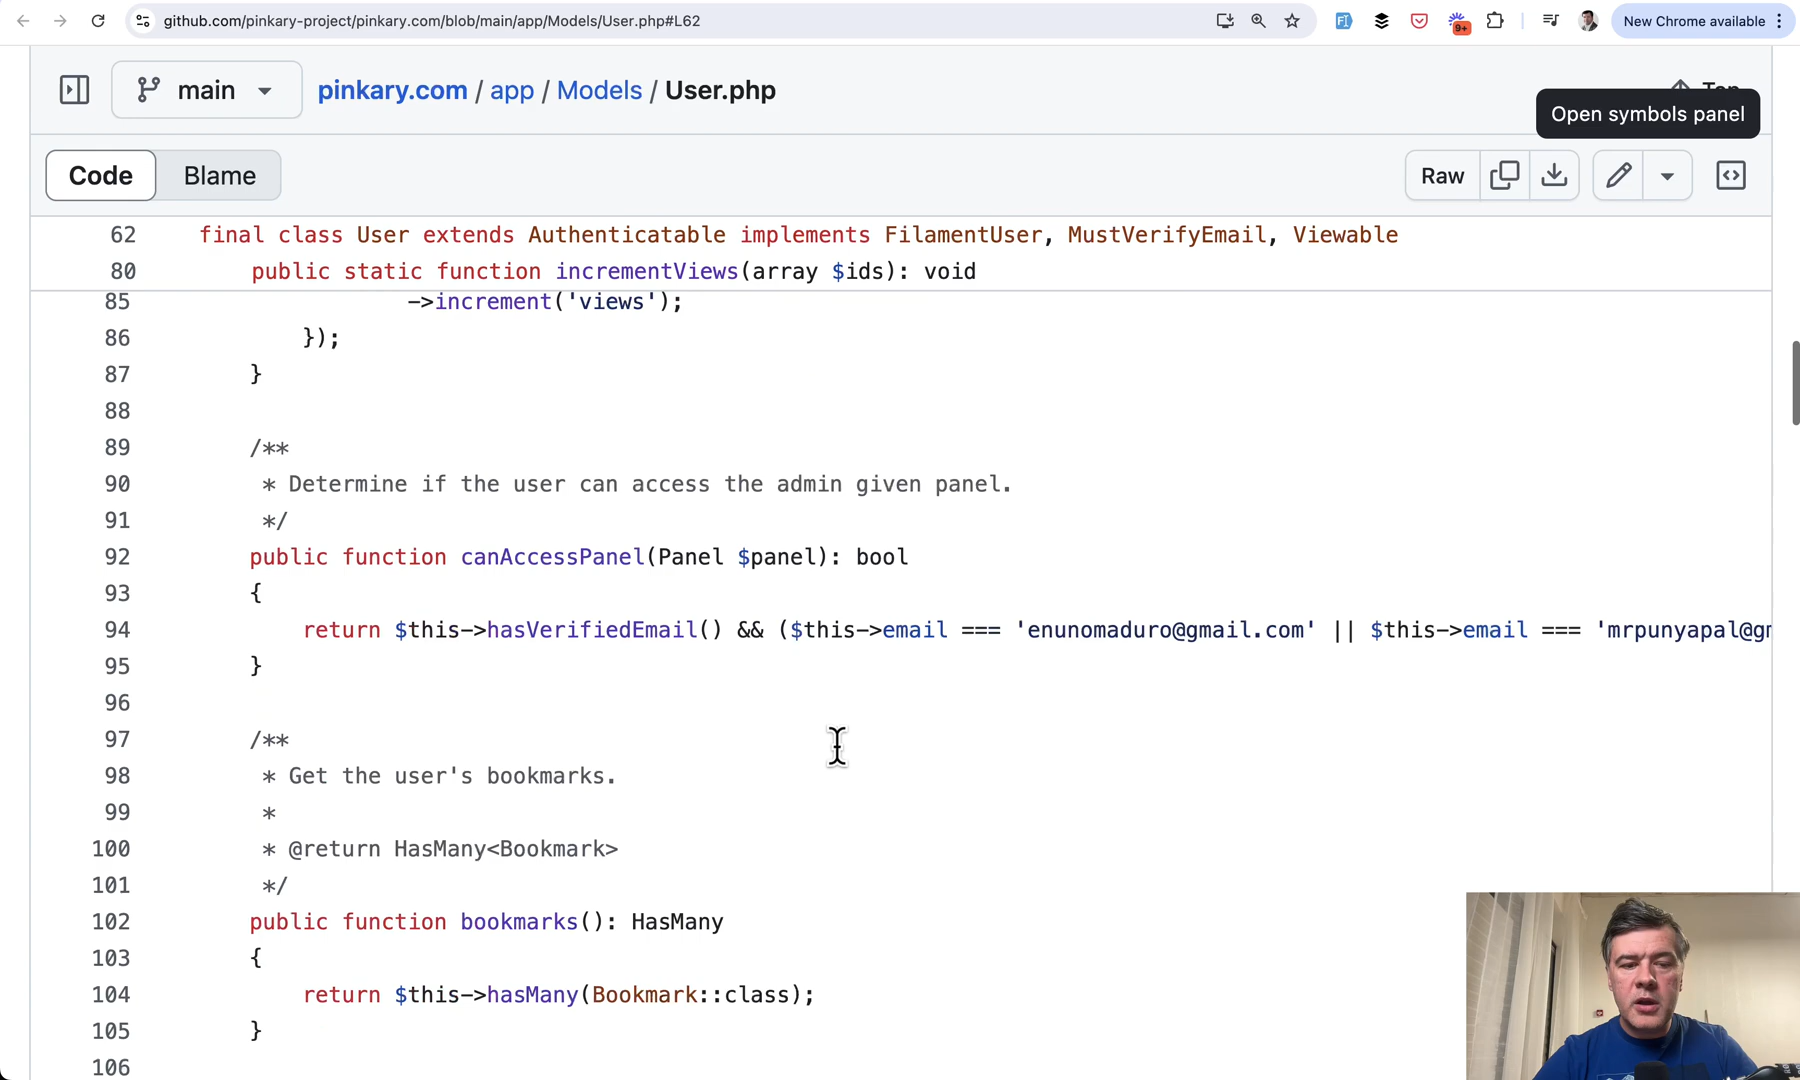 github.com/pinkary-project/pinkary.com/blob/main/app/Models/User.php#L62
9+
New Chrome available
main
pinkary.com / app / Models / User.php
Open symbols panel
Code
Blame
Raw
62 final class User extends Authenticatable implements FilamentUser, MustVerifyEmail, Viewable
80 public static function incrementViews(array $ids): void
85 ->increment('views');
86 });
87 }
88
89 /**
90 * Determine if the user can access the admin given panel.
91 */
92 public function canAccessPanel(Panel $panel): bool
93 {
94 return $this->hasVerifiedEmail() && ($this->email === 'enunomaduro@gmail.com' || $this->email === 'mrpunyapal@gm
95 }
96
97 /**
98 * Get the user's bookmarks.
99 *
100 * @return HasMany<Bookmark>
101 */
102 public function bookmarks(): HasMany
103 {
104 return $this->hasMany(Bookmark::class);
105 }
106